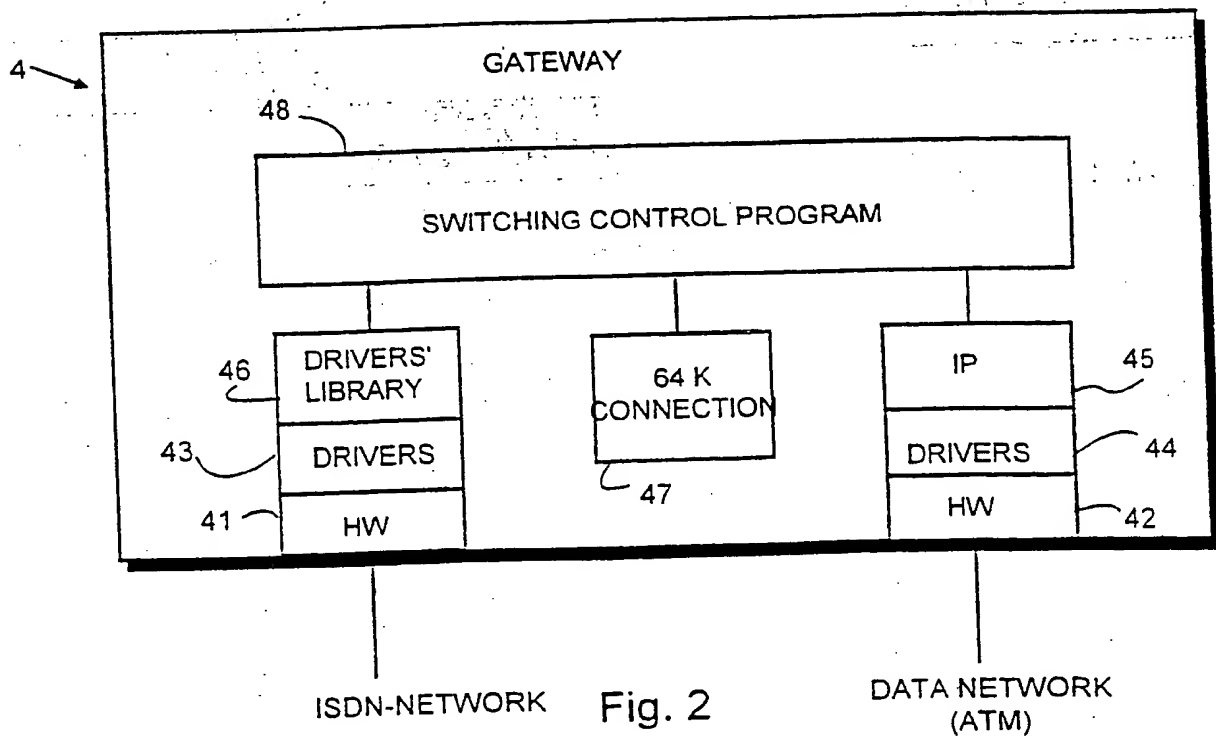 4
GATEWAY
48
SWITCHING CONTROL PROGRAM
46
DRIVERS'
LIBRARY
64 K
CONNECTION
IP
45
43
DRIVERS
DRIVERS
44
47
41
HW
HW
42
ISDN-NETWORK
Fig. 2
DATA NETWORK
(ATM)